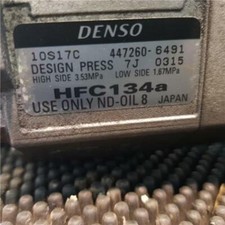 DENSO
10S17C 447260-6491
DESIGN PRESS 7J 0315
HIGH SIDE 3.53MPa LOW SIDE 1.67MPa
HFC134a
USE ONLY ND-OIL 8 JAPAN